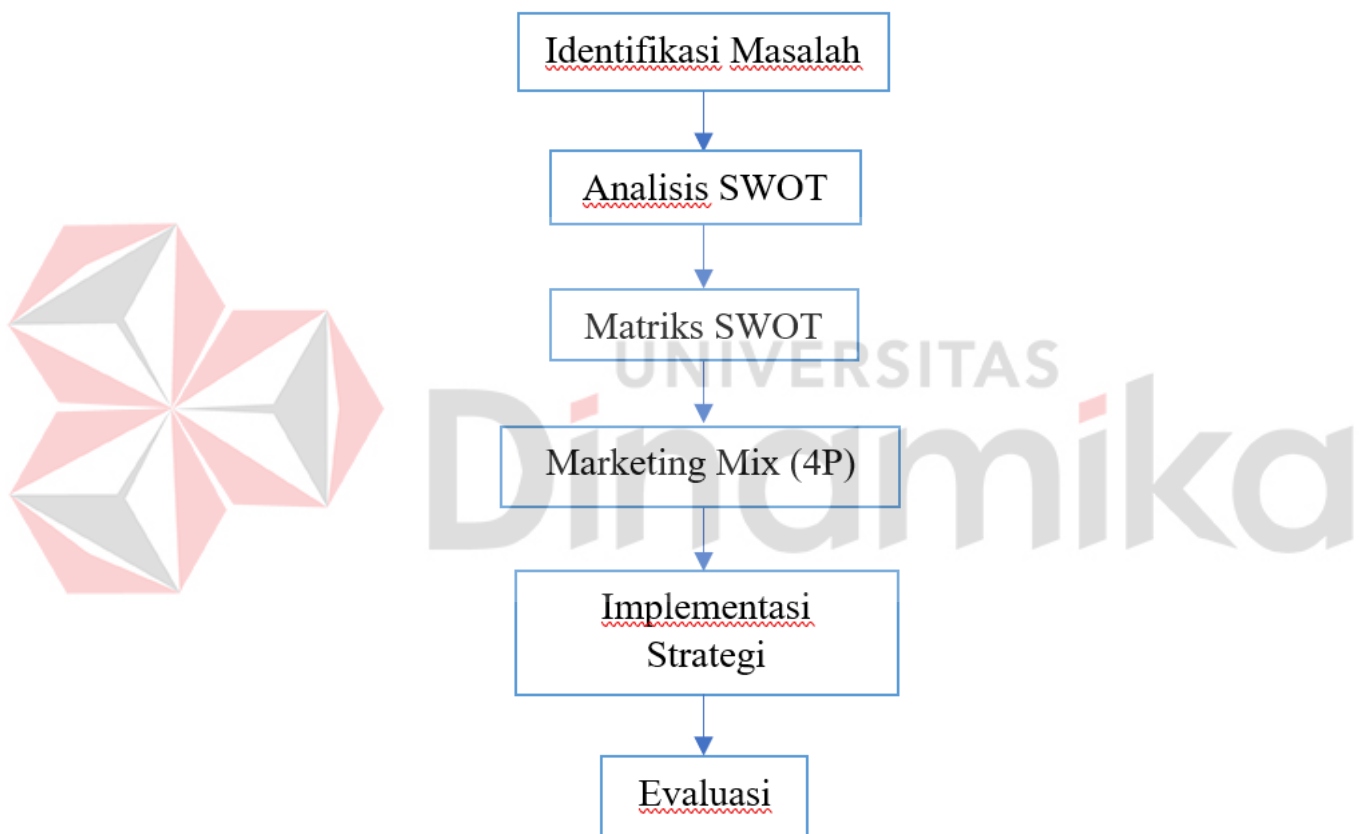 Identifikasi Masalah
Analisis SWOT
Matriks SWOT
UNIVERSITAS
Dinamika
Marketing Mix (4P)
Implementasi
Strategi
Evaluasi